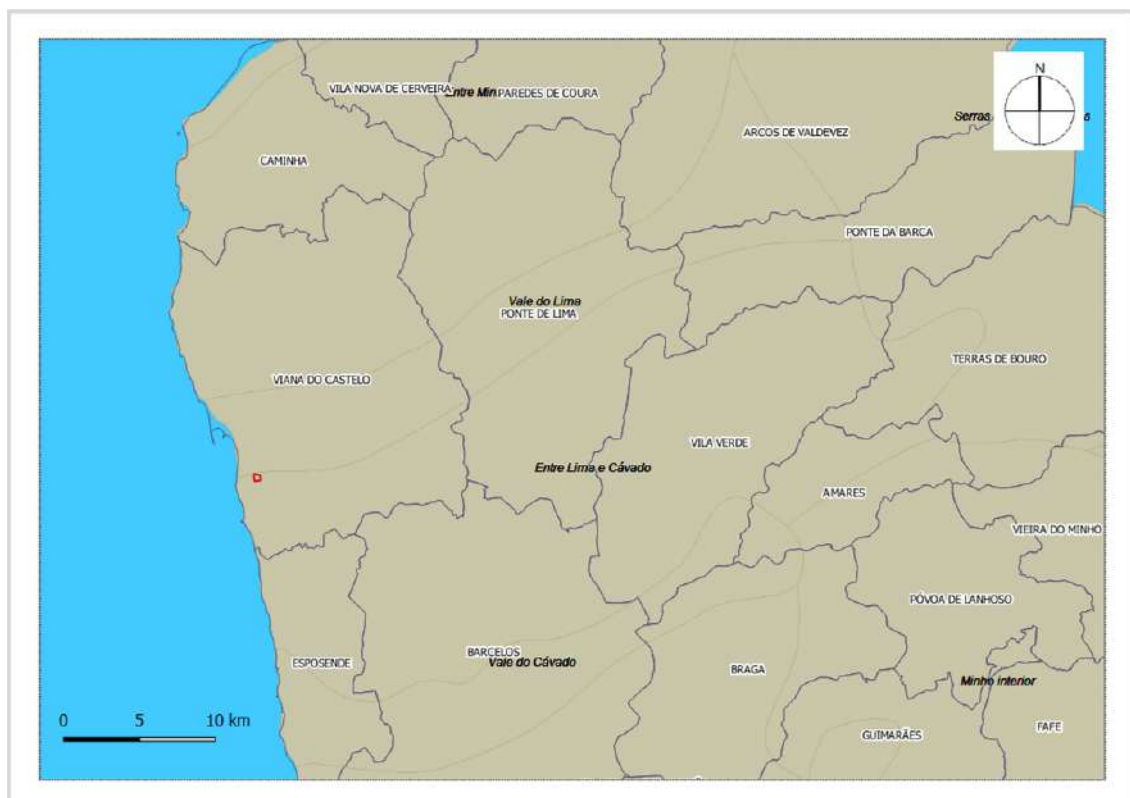 N
VILA NOVA DE CERVEIRA
Entre Min
PAREDES DE COURA
Serras
s
ARCOS DE VALDEVEZ
CAMINHA
PONTE DA BARCA
Vale do Lima
PONTE DE LIMA
TERRAS DE BOURO
VIANA DO CASTELO
VILA VERDE
Entre Lima e Cávado
AMARES
VIEIRA DO MINHO
PÓVOA DE LANHOSO
BARCELOS
Vale do Cávado
ESPOSENDE
BRAGA
Minho interior
0 5 10 km
GUIMARÃES
FAFE